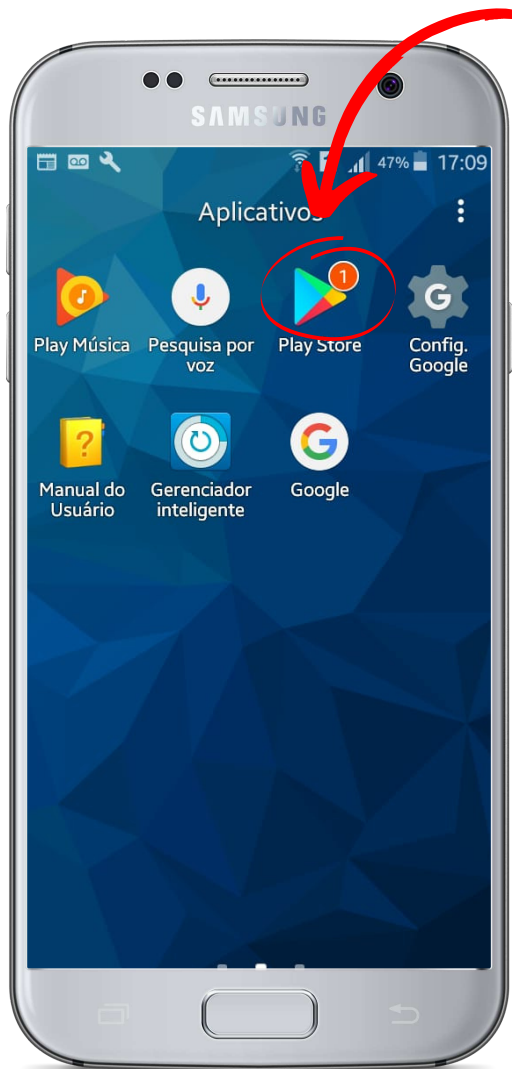 SAMSUNG
47% 17:09
Aplicativos
1
Play Música
Pesquisa por
voz
Play Store
Config.
Google
Manual do
Usuário
Gerenciador
inteligente
Google